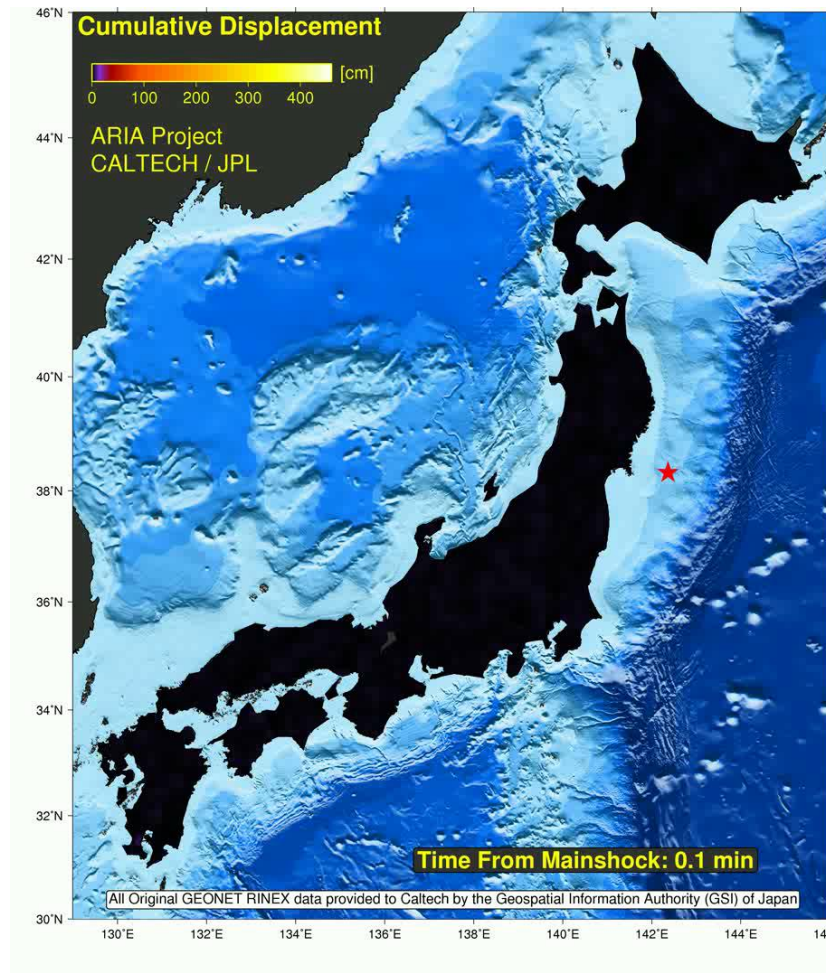 Cumulative Displacement
[cm]
0 100 200 300 400
ARIA Project
CALTECH / JPL
46°N
44°N
42°N
40°N
38°N
36°N
34°N
32°N
30°N
Time From Mainshock: 0.1 min
All Original GEONET RINEX data provided to Caltech by the Geospatial Information Authority (GSI) of Japan
130°E 132°E 134°E 136°E 138°E 140°E 142°E 144°E 14